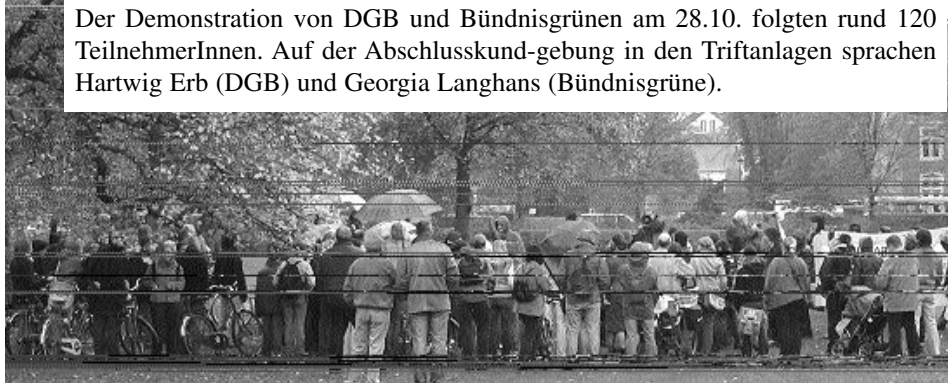 Der Demonstration von DGB und Bündnisgrünen am 28.10. folgten rund 120
TeilnehmerInnen. Auf der Abschlusskund-gebung in den Triftanlagen sprachen
Hartwig Erb (DGB) und Georgia Langhans (Bündnisgrüne).